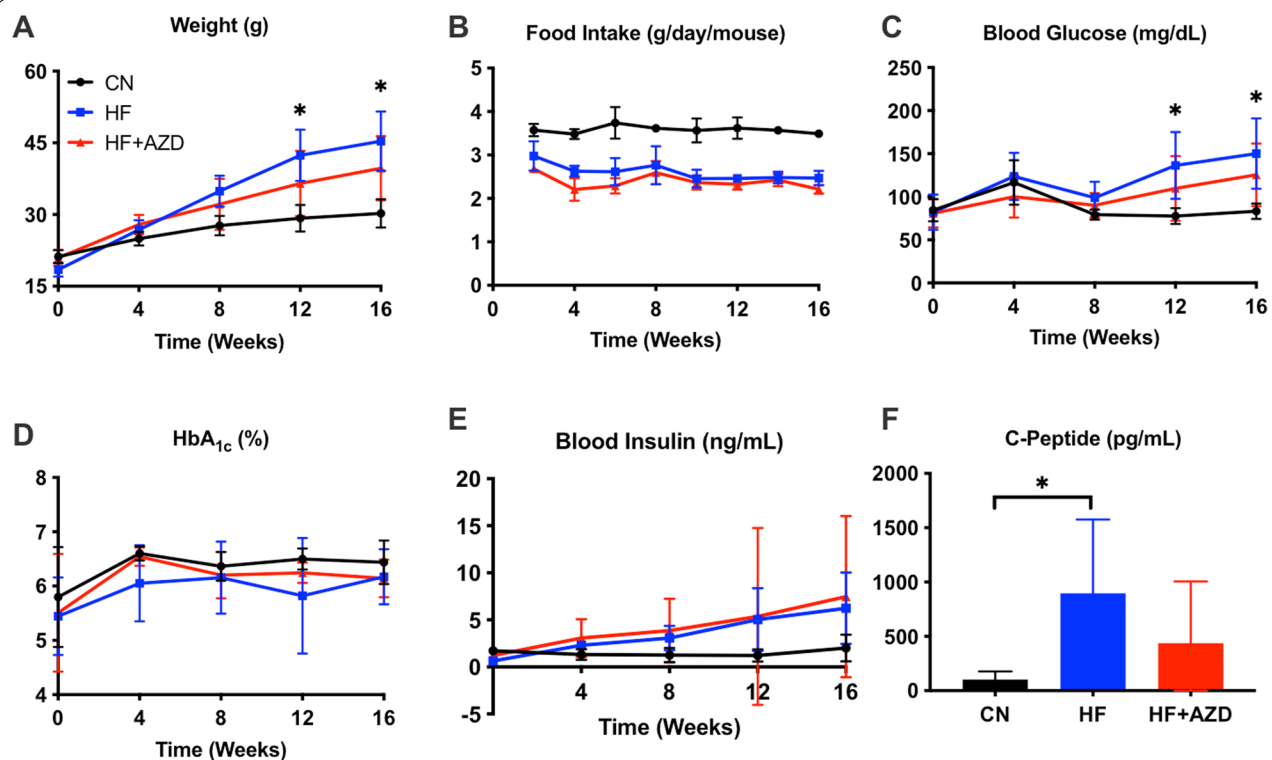 A
Weight (g)
60
45
30
15
CN
HF
HF+AZD
*
*
0
4
8
12
16
Time (Weeks)
B
Food Intake (g/day/mouse)
5
4
3
2
1
0
0
4
8
12
16
Time (Weeks)
C
Blood Glucose (mg/dL)
250
200
150
100
50
0
*
*
0
4
8
12
16
Time (Weeks)
D
HbA1c (%)
8
7
6
5
4
0
4
8
12
16
Time (Weeks)
E
Blood Insulin (ng/mL)
20
15
10
5
0
-5
4
8
12
16
Time (Weeks)
F
C-Peptide (pg/mL)
2000
1500
1000
500
0
*
CN
HF
HF+AZD